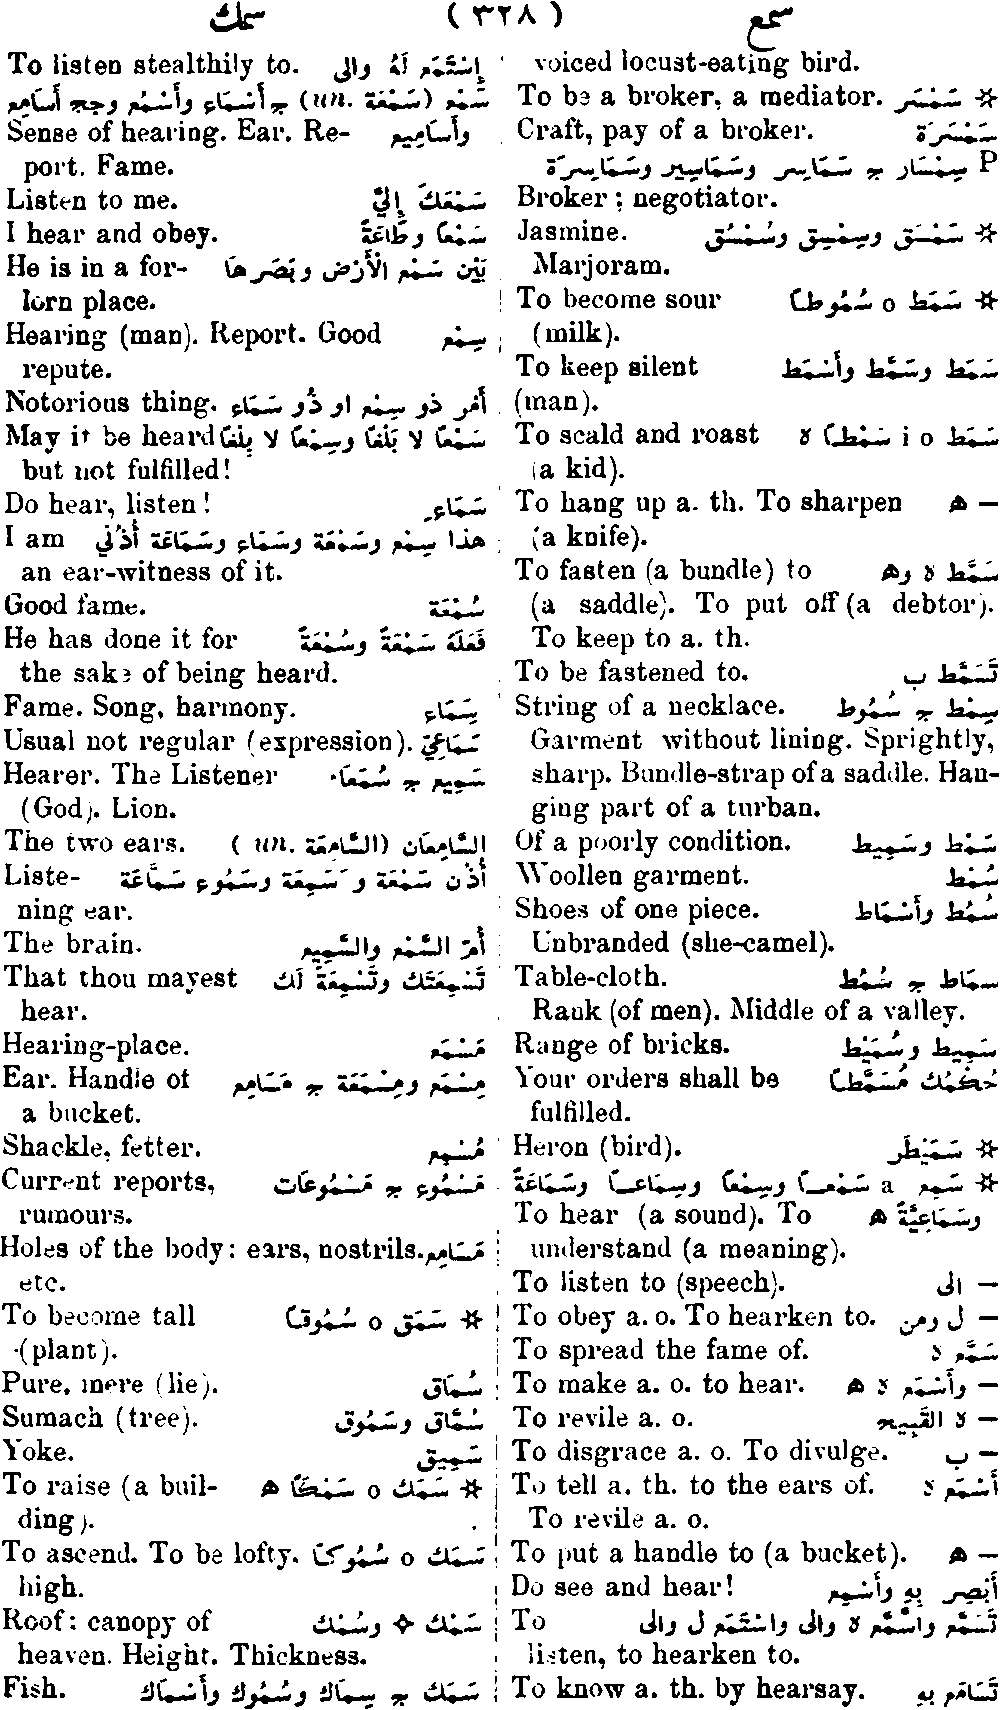 سمع ( ٣٢٨ ) سمك
voiced locust-eating bird.
To be a broker, a mediator. ✲ سَمْسَر
Craft, pay of a broker. سَمْسَرَة
P سِمْسَار ج سَمَاسِر وسَمَاسِير وسَمَاسِرَة
Broker ; negotiator.
Jasmine. ✲ سَمْسَق وسِمْسِق وسُمْسُق
Marjoram.
To become sour ✲ سَمَط o سُمُوطًا
(milk).
To keep silent سَمَط وسَمَّط وأَسْمَط
(man).
To scald and roast سَمَط i o سَمْطًا ه
(a kid).
To hang up a. th. To sharpen — ه
(a knife).
To fasten (a bundle) to سَمَّط ه وه
(a saddle). To put off (a debtor).
To keep to a. th.
To be fastened to. تَسَمَّط ب
String of a necklace. سِمْط ج سُمُوط
Garment without lining. Sprightly,
sharp. Bundle-strap of a saddle. Han-
ging part of a turban.
Of a poorly condition. سَمْط وسَمِيط
Woollen garment. سُمْط
Shoes of one piece. سُمُط وأَسْمَاط
Unbranded (she-camel).
Table-cloth. سِمَاط ج سُمُط
Rank (of men). Middle of a valley.
Range of bricks. سَمِيط وسُمَيْط
Your orders shall be حُكْمُك مُسَمَّطًا
fulfilled.
Heron (bird). ✲ سَمَيْطَر
✲ سَمِع a سَمْعًا وسِمْعًا وسِمَاعًا وسَمَاعَةً
To hear (a sound). To وسَمَاعِيَّةً ه
understand (a meaning).
To listen to (speech). — الى
To obey a. o. To hearken to. — ل ومن
To spread the fame of. سَمَّع ه
To make a. o. to hear. — وأَسْمَع ه ه
To revile a. o. — ه القَبِيح
To disgrace a. o. To divulge. — ب
To tell a. th. to the ears of. أَسْمَع ه
To revile a. o.
To put a handle to (a bucket). — ه
Do see and hear! أَبْصِر بِهِ وأَسْمِع
To تَسَمَّع واسَّمَّع ه والى واسْتَمَع ل والى
listen, to hearken to.
To know a. th. by hearsay. تَسَامَع بِهِ
To listen stealthily to. إِسْتَمَع لَهُ والى
سَمْع (un. سَمْعَة) ج أَسْمَاع وأَسْمُع وجج أَسَامِع
Sense of hearing. Ear. Re- وأَسَامِيع
port. Fame.
Listen to me. سَمْعَكَ إِلَيَّ
I hear and obey. سَمْعًا وطَاعَةً
He is in a for- بَيْن سَمْع الأَرْض وبَصَرهَا
lorn place.
Hearing (man). Report. Good سِمْع
repute.
Notorious thing. أَمْر ذو سِمْع او ذُو سَمَاع
May it be heard سَمْعًا لا بَلْغًا وسِمْعًا لا بِلْغًا
but not fulfilled!
Do hear, listen! سَمَاعِ
I am هذا سِمْع وسَمْعَة وسَمَاع وسَمَاعَة أُذُنِي
an ear-witness of it.
Good fame. سُمْعَة
He has done it for فَعَلَهُ سَمْعَةً وسُمْعَةً
the sake of being heard.
Fame. Song, harmony. سَمَاع
Usual not regular (expression). سَمَاعِيّ
Hearer. The Listener سَمِيع ج سُمَعَاء
(God). Lion.
The two ears. السَّامِعَان (السَّامِعَة .un )
Liste- أُذُن سَمْعَة وسَمِعَة وسَمُوع سَمَّاعَة
ning ear.
The brain. أُمّ السَّمْع والسَّمِيع
That thou mayest تَسْمِعَتَك وتَسْمِعَةً لَك
hear.
Hearing-place. مَسْمَع
Ear. Handle of مِسْمَع ومِسْمَعَة ج مَسَامِع
a bucket.
Shackle, fetter. مُسْمِع
Current reports, مَسْمُوع ج مَسْمُوعَات
rumours.
Holes of the body: ears, nostrils. مَسَامِع
etc.
To become tall ✲ سَمَق o سُمُوقًا
(plant).
Pure, mere (lie). سُمَاق
Sumach (tree). سُمَّاق وسَمُوق
Yoke. سَمِيق
To raise (a buil- ✲ سَمَك o سَمْكًا ه
ding).
To ascend. To be lofty. سَمَك o سُمُوكًا
high.
Roof: canopy of سَمْك ✧ وسُمْك
heaven. Height. Thickness.
Fish. سَمَك ج سِمَاك وسُمُوك وأَسْمَاك